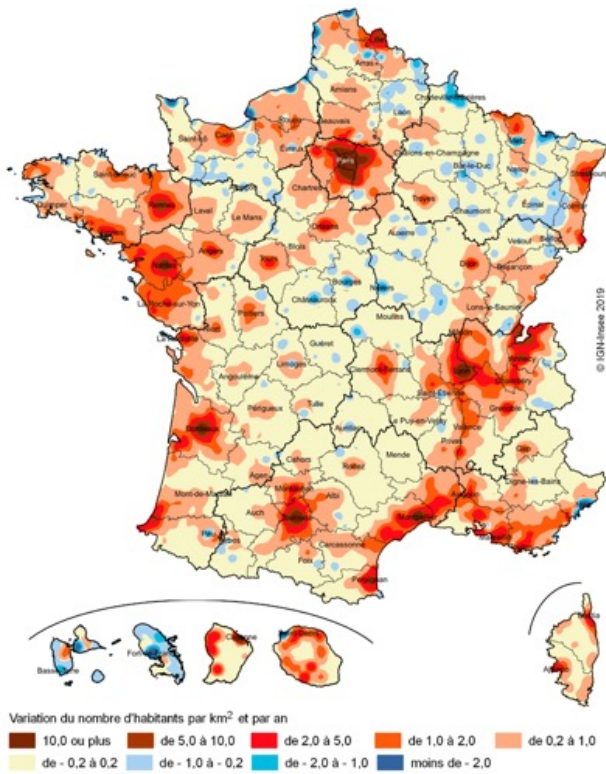 Lille
Arras
Amiens
Charleville-Mézières
Laon
Rouen
Beauvais
Saint-Lô
Caen
Evreux
Paris
Châlons-en-Champagne
Metz
Bar-le-Duc
Nancy
Strasbourg
Saint-Brieuc
Alençon
Chartres
Quimper
Rennes
Laval
Le Mans
Troyes
Chaumont
Epinal
Colmar
Orléans
Auxerre
Vesoul
Belfort
Vannes
Blois
Angers
Tours
Nantes
Bourges
Nevers
Dijon
Besançon
La Roche-sur-Yon
Châteauroux
Lons-le-Saunier
Poitiers
Moulins
Niort
Mâcon
La Rochelle
Guéret
Limoges
Clermont-Ferrand
Lyon
Annecy
Chambéry
Angoulême
Saint-Étienne
Périgueux
Tulle
Grenoble
Le Puy-en-Velay
Valence
Bordeaux
Aurillac
Privas
Cahors
Mende
Gap
Agen
Rodez
Digne-les-Bains
Mont-de-Marsan
Montauban
Albi
Avignon
Auch
Toulouse
Montpellier
Marseille
Pau
Tarbes
Carcassonne
Foix
Perpignan
Bastia
Ajaccio
Basse-Terre
Fort-de-France
Cayenne
Saint-Denis
© IGN-Insee 2019
Variation du nombre d'habitants par km² et par an
10,0 ou plus de 5,0 à 10,0 de 2,0 à 5,0 de 1,0 à 2,0 de 0,2 à 1,0
de - 0,2 à 0,2 de - 1,0 à - 0,2 de - 2,0 à - 1,0 moins de - 2,0